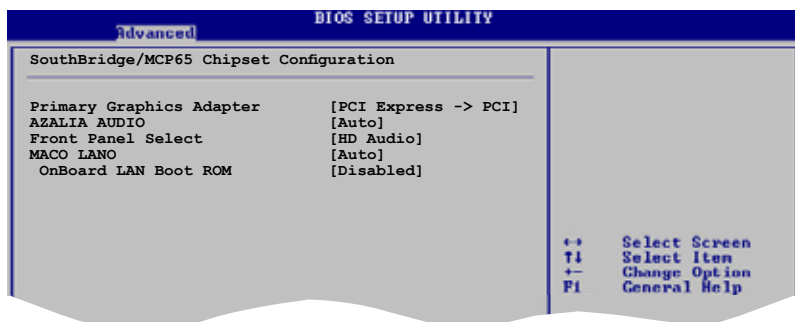 BIOS SETUP UTILITY
Advanced
SouthBridge/MCP65 Chipset Configuration
Primary Graphics Adapter [PCI Express -> PCI]
AZALIA AUDIO [Auto]
Front Panel Select [HD Audio]
MACO LANO [Auto]
OnBoard LAN Boot ROM [Disabled]
↔ Select Screen
↑↓ Select Item
+- Change Option
F1 General Help